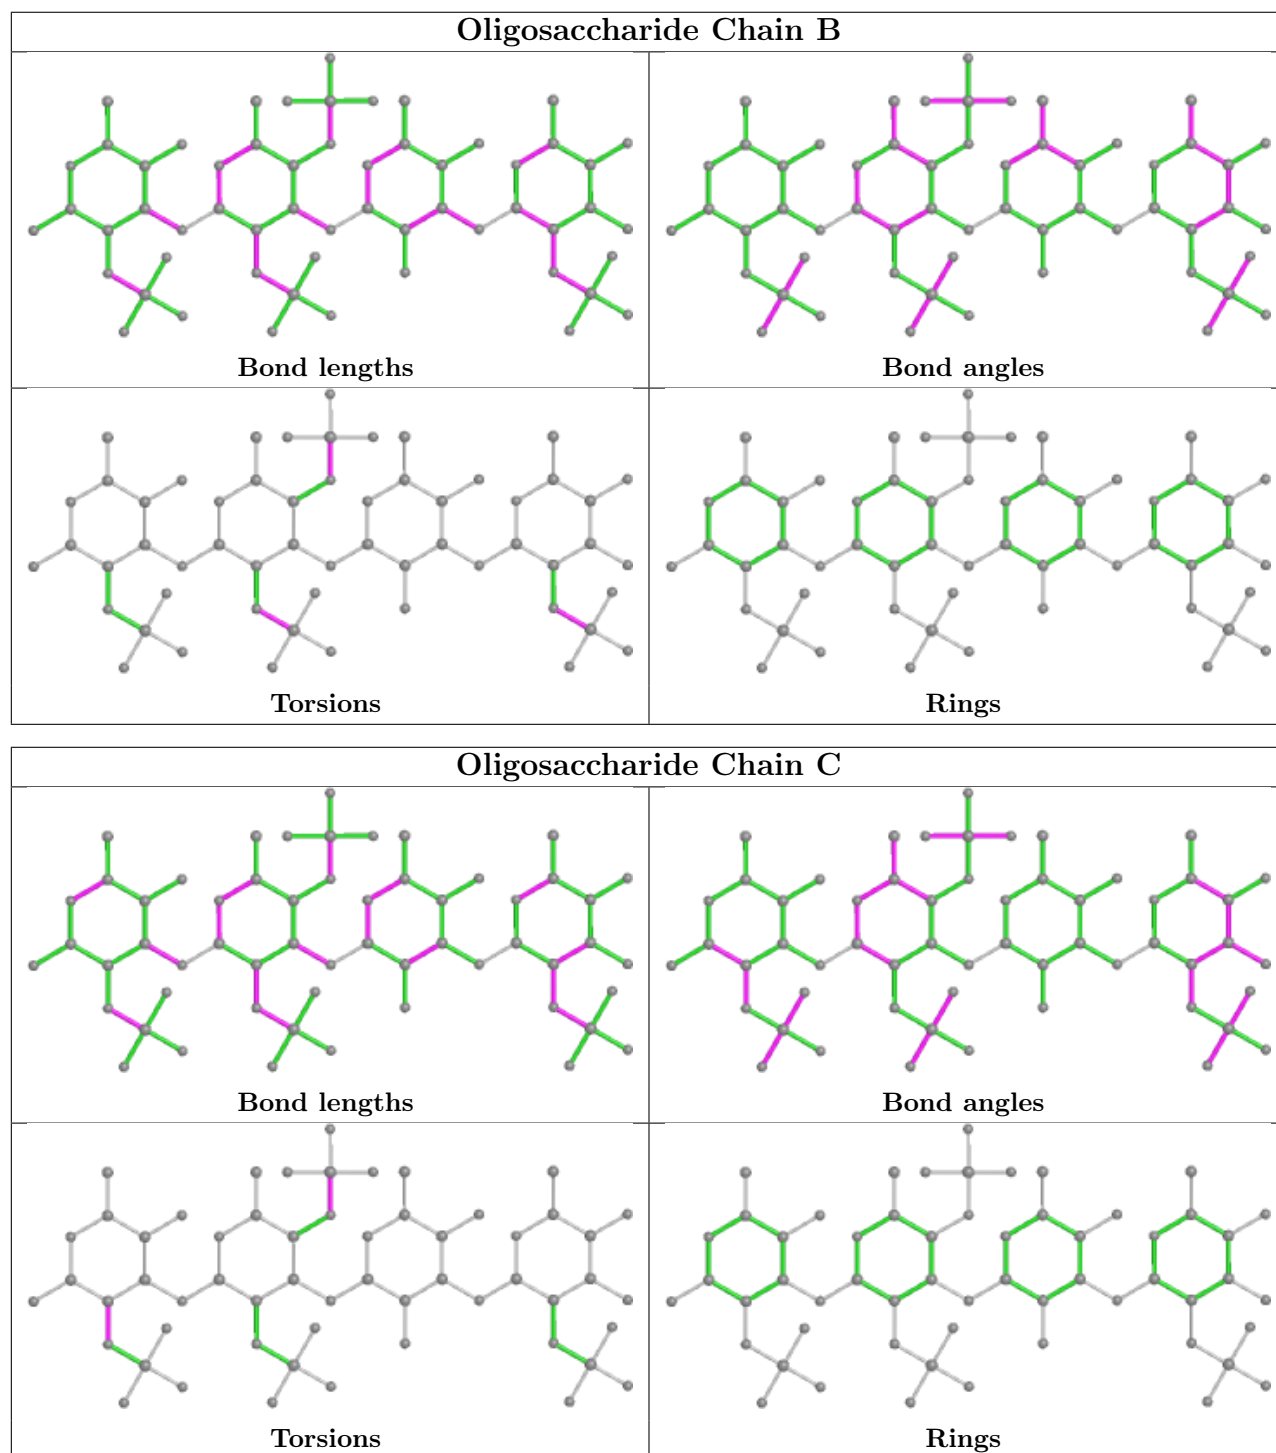 Oligosaccharide Chain B
Bond lengths
Bond angles
Torsions
Rings
Oligosaccharide Chain C
Bond lengths
Bond angles
Torsions
Rings